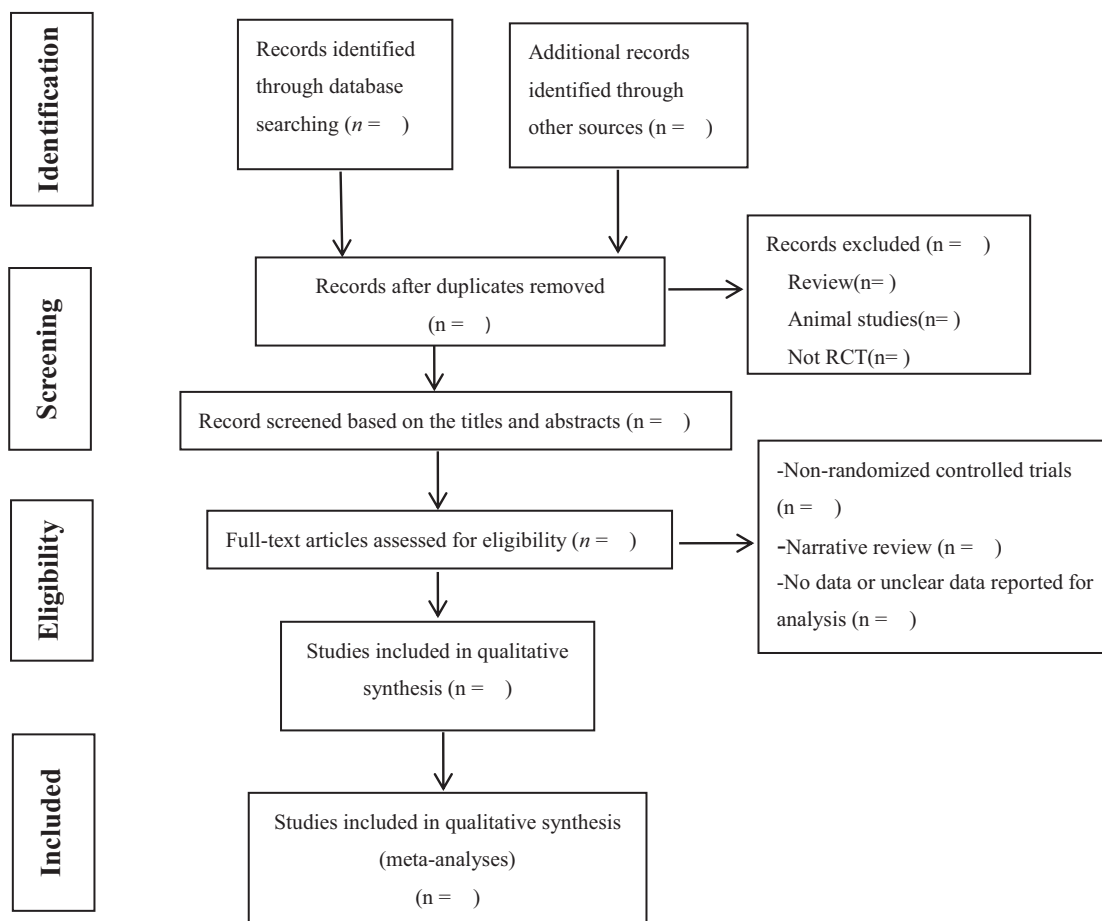 Identification
Records identified
through database
searching (n =    )
Additional records
identified through
other sources (n =    )
Records excluded (n =    )
Review(n= )
Animal studies(n= )
Not RCT(n= )
Screening
Records after duplicates removed
(n =    )
Record screened based on the titles and abstracts (n =    )
Eligibility
-Non-randomized controlled trials
(n =    )
-Narrative review (n =    )
-No data or unclear data reported for
analysis (n =    )
Full-text articles assessed for eligibility (n =    )
Studies included in qualitative
synthesis (n =    )
Included
Studies included in qualitative synthesis
(meta-analyses)
(n =    )